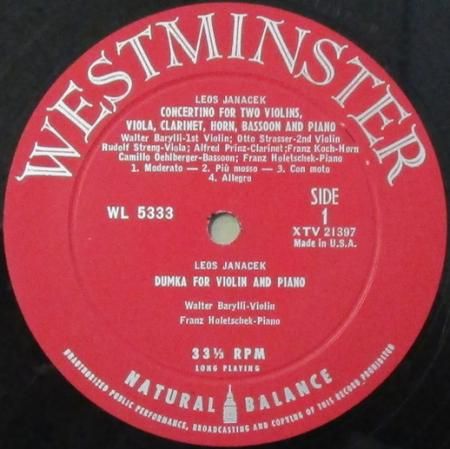 WESTMINSTER
LEOS JANACEK
CONCERTINO FOR TWO VIOLINS,
VIOLA, CLARINET, HORN, BASSOON AND PIANO
Walter Barylli-1st Violin; Otto Strasser-2nd Violin
Rudolf Streng-Viola; Alfred Prinz-Clarinet; Franz Koch-Horn
Camillo Oehlberger-Bassoon; Franz Holetschek-Piano
1. Moderato — 2. Più mosso — 3. Con moto
4. Allegro
WL 5333
SIDE
1
XTV 21397
Made in U.S.A.
LEOS JANACEK
DUMKA FOR VIOLIN AND PIANO
Walter Barylli-Violin
Franz Holetschek-Piano
33⅓ RPM
LONG PLAYING
NATURAL BALANCE
UNAUTHORIZED PUBLIC PERFORMANCE, BROADCASTING AND COPYING OF THIS RECORD PROHIBITED